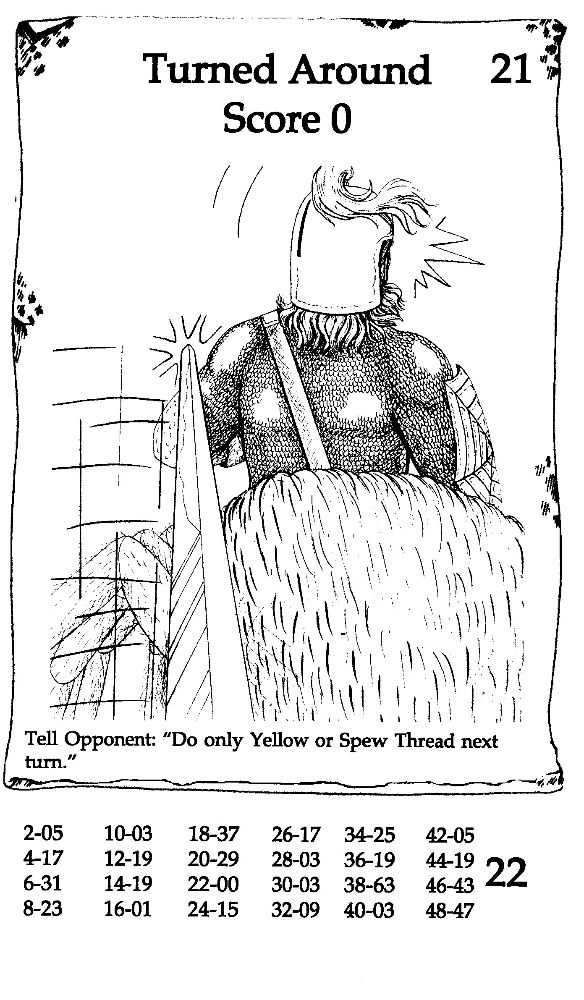 Turned Around 21
Score 0
Tell Opponent: “Do only Yellow or Spew Thread next
turn.”
2-05 10-03 18-37 26-17 34-25 42-05
4-17 12-19 20-29 28-03 36-19 44-19
22
6-31 14-19 22-00 30-03 38-63 46-43
8-23 16-01 24-15 32-09 40-03 48-47